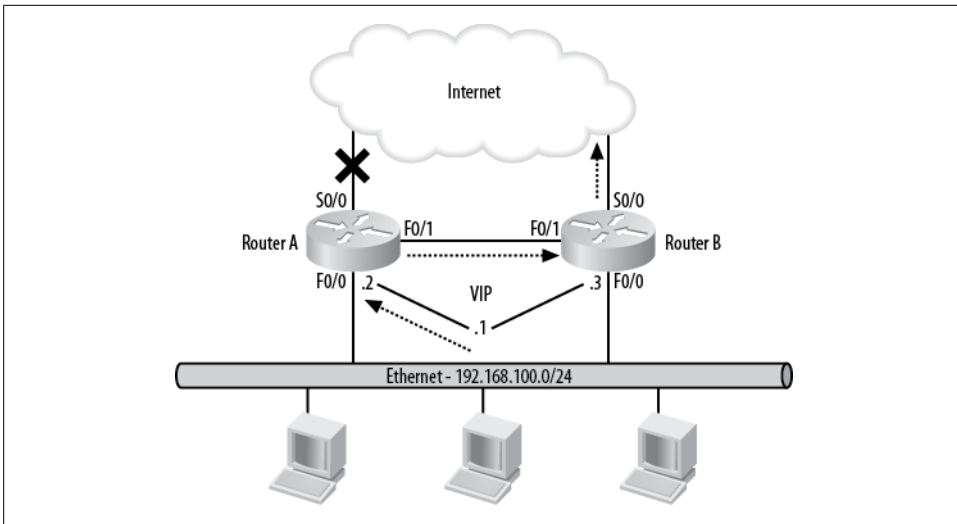 Internet
S0/0
S0/0
F0/1
F0/1
Router A
Router B
F0/0
.2
VIP
.3
F0/0
.1
Ethernet - 192.168.100.0/24